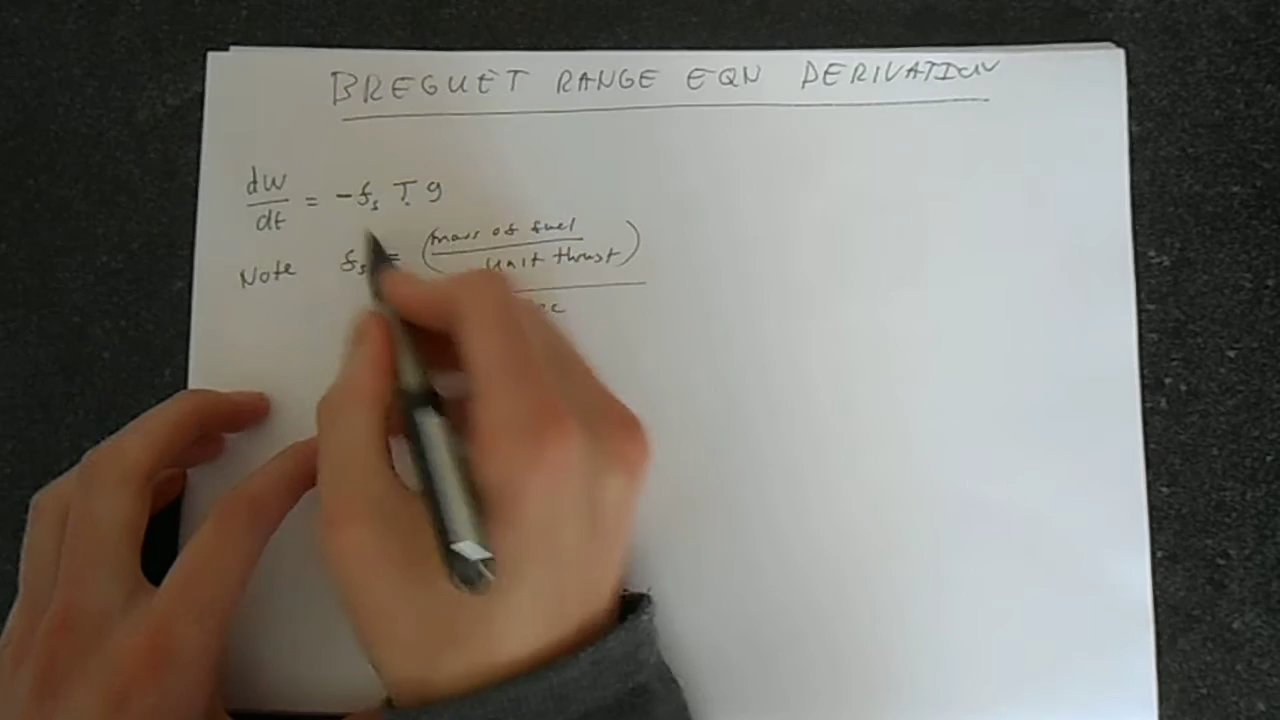 BREGUET RANGE EQN DERIVATION
dw/dt = -fs T. g
Note fs = (mass of fuel / unit thrust)